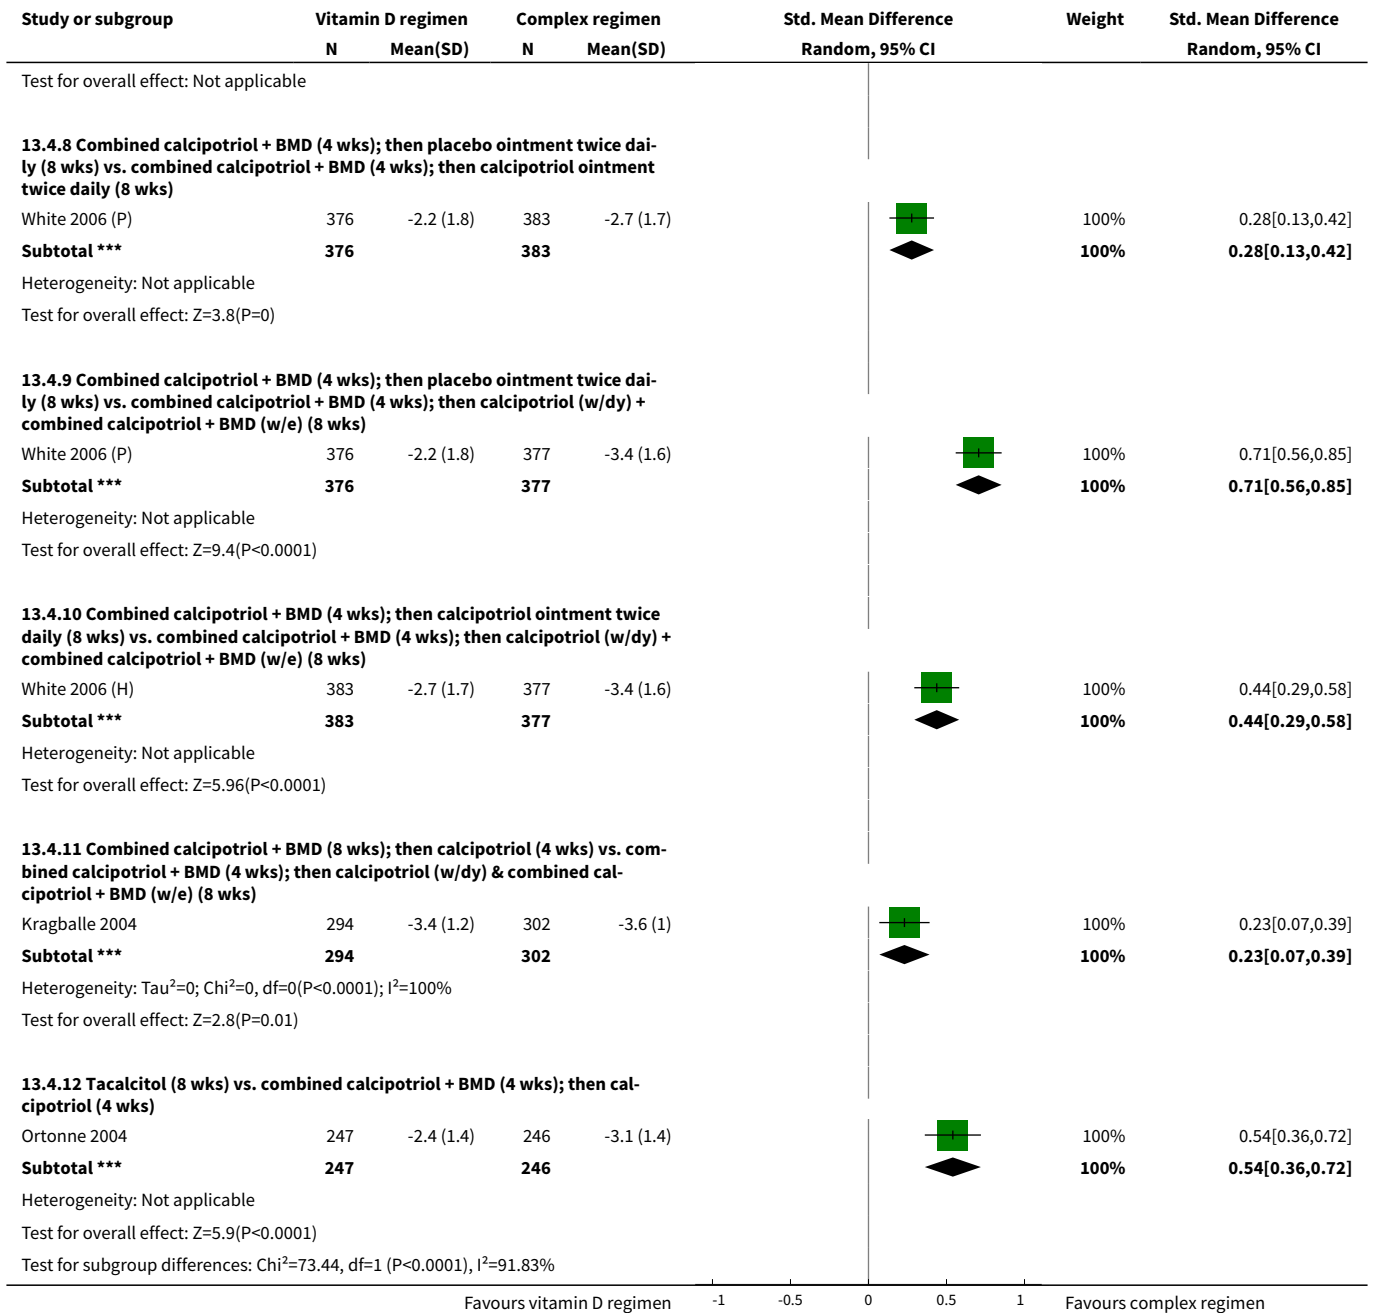 Study or subgroup Vitamin D regimen Complex regimen Std. Mean Difference Weight Std. Mean Difference
N Mean(SD) N Mean(SD) Random, 95% CI Random, 95% CI
Test for overall effect: Not applicable
13.4.8 Combined calcipotriol + BMD (4 wks); then placebo ointment twice dai-
ly (8 wks) vs. combined calcipotriol + BMD (4 wks); then calcipotriol ointment
twice daily (8 wks)
White 2006 (P) 376 -2.2 (1.8) 383 -2.7 (1.7) 100% 0.28[0.13,0.42]
Subtotal *** 376 383 100% 0.28[0.13,0.42]
Heterogeneity: Not applicable
Test for overall effect: Z=3.8(P=0)
13.4.9 Combined calcipotriol + BMD (4 wks); then placebo ointment twice dai-
ly (8 wks) vs. combined calcipotriol + BMD (4 wks); then calcipotriol (w/dy) +
combined calcipotriol + BMD (w/e) (8 wks)
White 2006 (P) 376 -2.2 (1.8) 377 -3.4 (1.6) 100% 0.71[0.56,0.85]
Subtotal *** 376 377 100% 0.71[0.56,0.85]
Heterogeneity: Not applicable
Test for overall effect: Z=9.4(P<0.0001)
13.4.10 Combined calcipotriol + BMD (4 wks); then calcipotriol ointment twice
daily (8 wks) vs. combined calcipotriol + BMD (4 wks); then calcipotriol (w/dy) +
combined calcipotriol + BMD (w/e) (8 wks)
White 2006 (H) 383 -2.7 (1.7) 377 -3.4 (1.6) 100% 0.44[0.29,0.58]
Subtotal *** 383 377 100% 0.44[0.29,0.58]
Heterogeneity: Not applicable
Test for overall effect: Z=5.96(P<0.0001)
13.4.11 Combined calcipotriol + BMD (8 wks); then calcipotriol (4 wks) vs. com-
bined calcipotriol + BMD (4 wks); then calcipotriol (w/dy) & combined cal-
cipotriol + BMD (w/e) (8 wks)
Kragballe 2004 294 -3.4 (1.2) 302 -3.6 (1) 100% 0.23[0.07,0.39]
Subtotal *** 294 302 100% 0.23[0.07,0.39]
Heterogeneity: Tau²=0; Chi²=0, df=0(P<0.0001); I²=100%
Test for overall effect: Z=2.8(P=0.01)
13.4.12 Tacalcitol (8 wks) vs. combined calcipotriol + BMD (4 wks); then cal-
cipotriol (4 wks)
Ortonne 2004 247 -2.4 (1.4) 246 -3.1 (1.4) 100% 0.54[0.36,0.72]
Subtotal *** 247 246 100% 0.54[0.36,0.72]
Heterogeneity: Not applicable
Test for overall effect: Z=5.9(P<0.0001)
Test for subgroup differences: Chi²=73.44, df=1 (P<0.0001), I²=91.83%
Favours vitamin D regimen -1 -0.5 0 0.5 1 Favours complex regimen